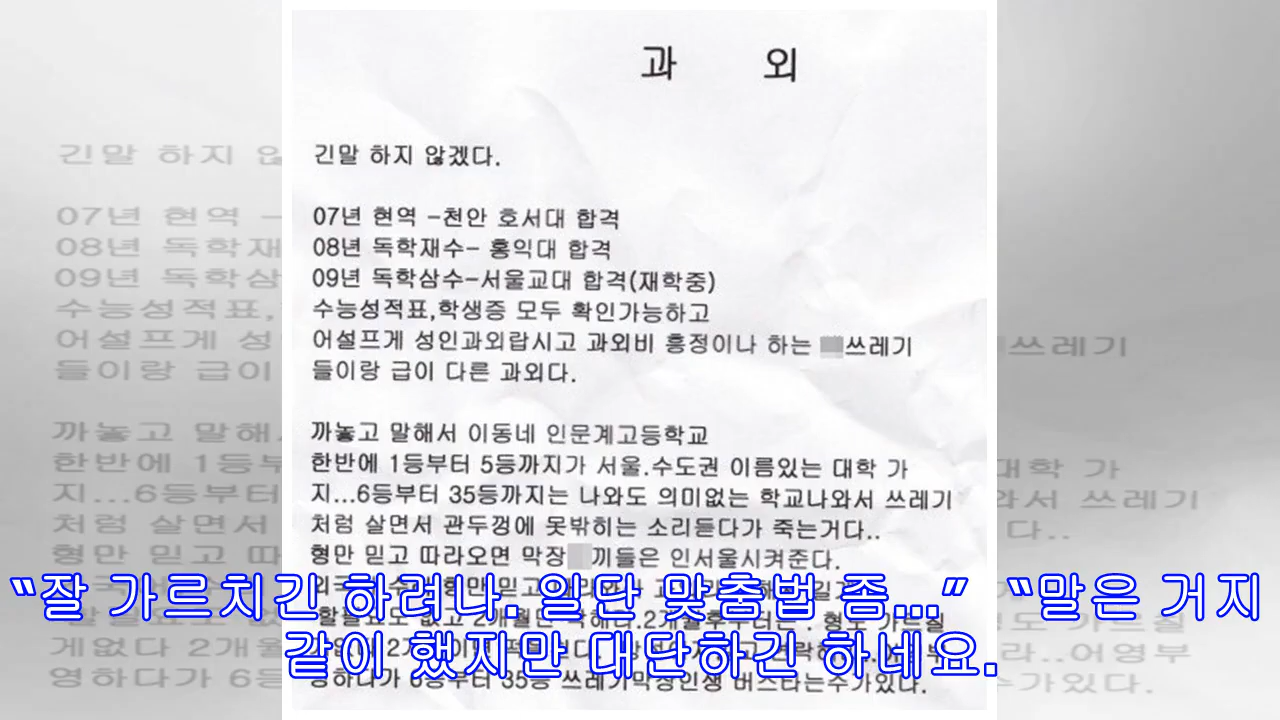 과 외
긴말 하지 않겠다.
07년 현역 -천안 호서대 합격
08년 독학재수- 홍익대 합격
09년 독학삼수-서울교대 합격(재학중)
수능성적표,학생증 모두 확인가능하고
어설프게 성인과외랍시고 과외비 흥정이나 하는 쓰레기
들이랑 급이 다른 과외다.
까놓고 말해서 이동네 인문계고등학교
한반에 1등부터 5등까지가 서울.수도권 이름있는 대학 가
지...6등부터 35등까지는 나와도 의미없는 학교나와서 쓰레기
처럼 살면서 관두껑에 못밖히는 소리듣다가 죽는거다..
형만 믿고 따라오면 막장 끼들은 인서울시켜준다.
“잘 가르치긴 하려나. 일단 맞춤법 좀...” “말은 거지
같이 했지만 대단하긴 하네요.
영하다가 6등부터 35등 쓰레기막장인생 버스타는수가있다.